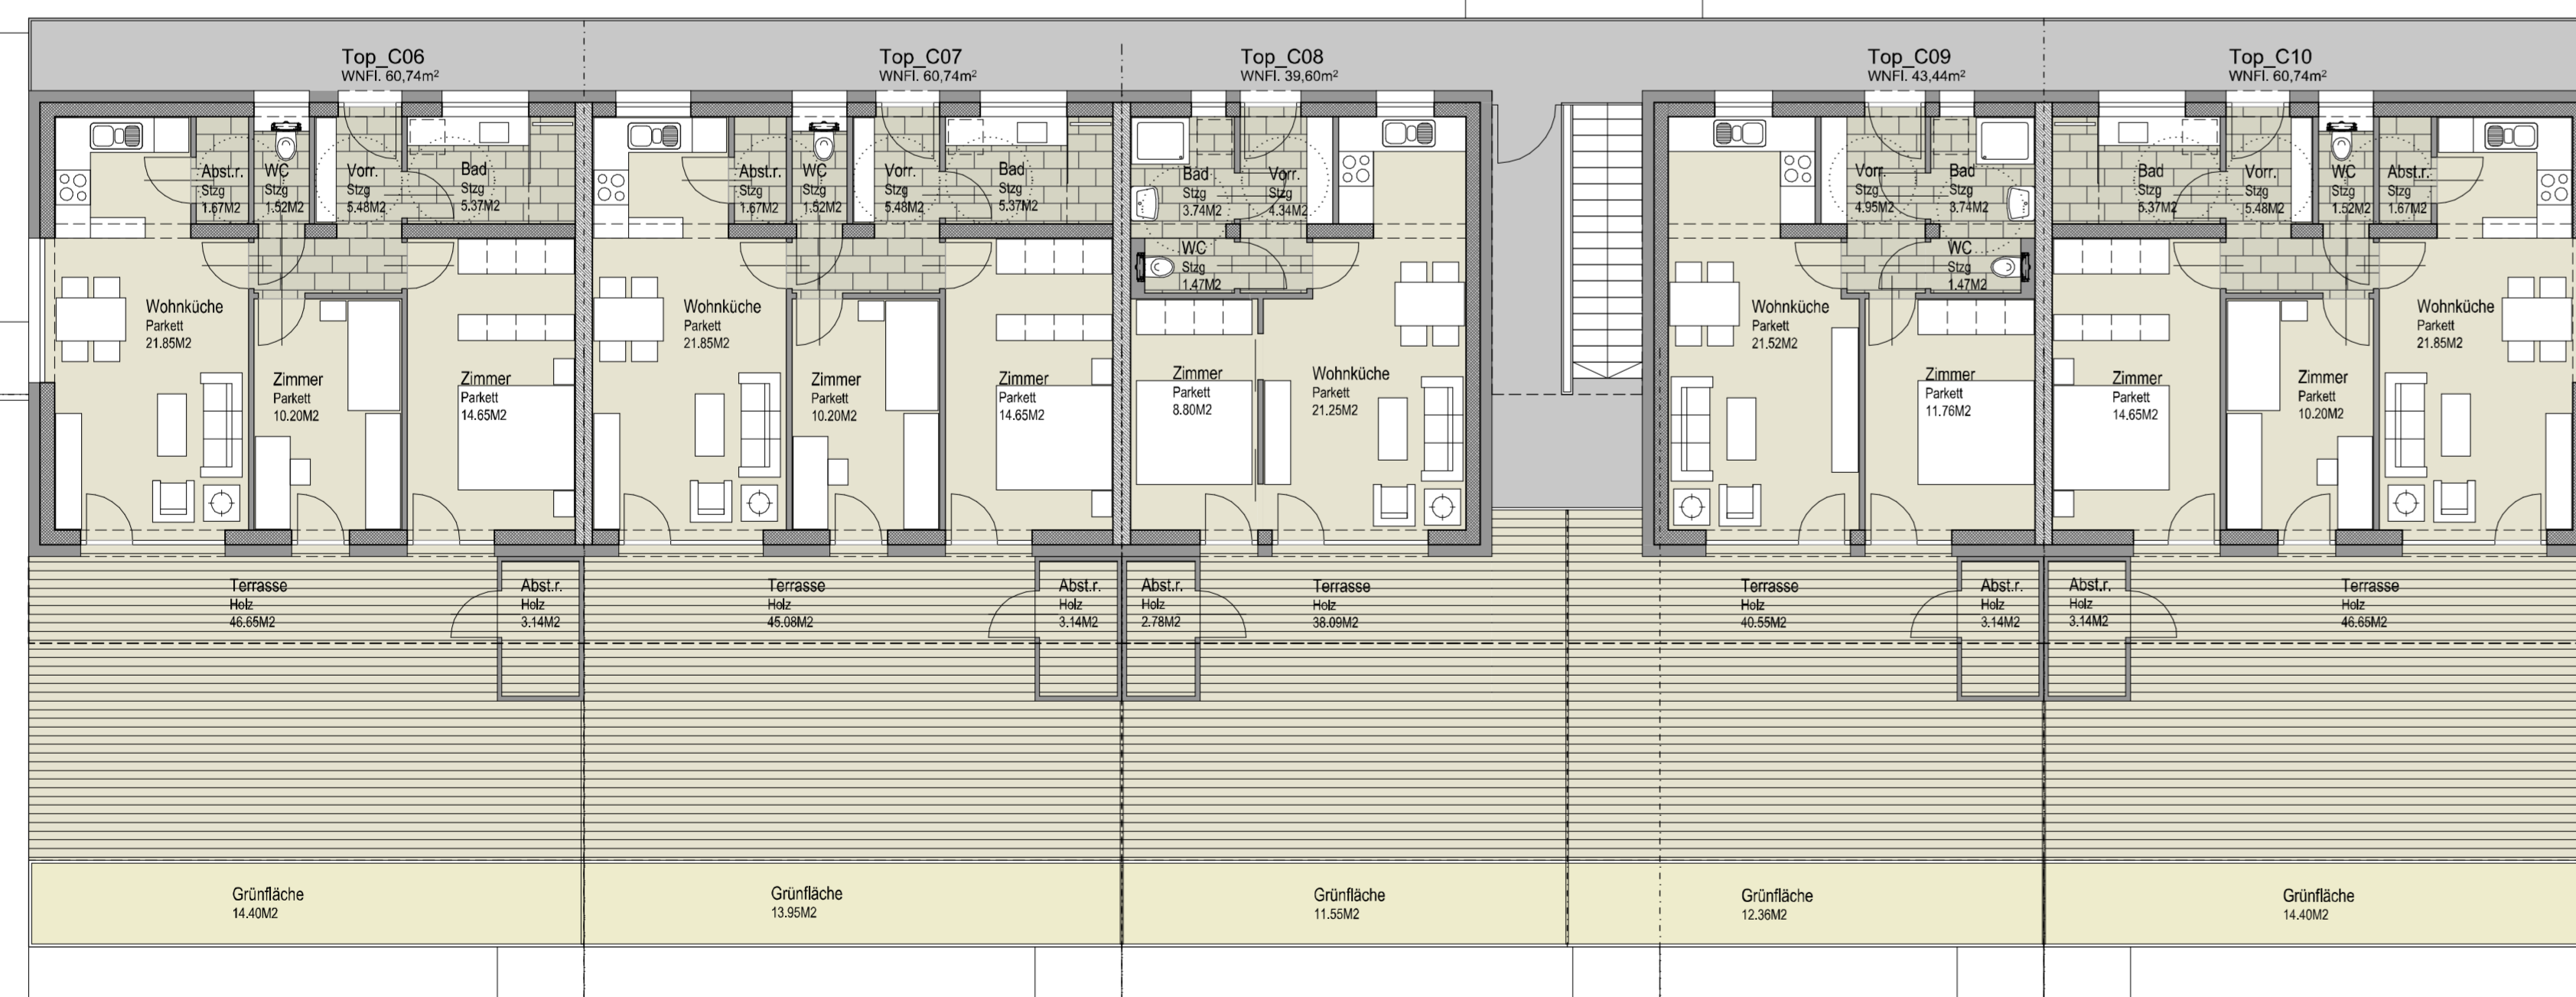 Top_C06
WNFl. 60,74m²
Top_C07
WNFl. 60,74m²
Top_C08
WNFl. 39,60m²
Top_C09
WNFl. 43,44m²
Top_C10
WNFl. 60,74m²
Abst.r.
Stzg
1.67M2
WC
Stzg
1.52M2
Vorr.
Stzg
5.48M2
Bad
Stzg
5.37M2
Wohnküche
Parkett
21.85M2
Zimmer
Parkett
10.20M2
Zimmer
Parkett
14.65M2
Abst.r.
Stzg
1.67M2
WC
Stzg
1.52M2
Vorr.
Stzg
5.48M2
Bad
Stzg
5.37M2
Wohnküche
Parkett
21.85M2
Zimmer
Parkett
10.20M2
Zimmer
Parkett
14.65M2
Bad
Stzg
3.74M2
Vorr.
Stzg
4.34M2
WC
Stzg
1.47M2
Zimmer
Parkett
8.80M2
Wohnküche
Parkett
21.25M2
Vorr.
Stzg
4.95M2
Bad
Stzg
3.74M2
WC
Stzg
1.47M2
Wohnküche
Parkett
21.52M2
Zimmer
Parkett
11.76M2
Bad
Stzg
5.37M2
Vorr.
Stzg
5.48M2
WC
Stzg
1.52M2
Abst.r.
Stzg
1.67M2
Zimmer
Parkett
14.65M2
Zimmer
Parkett
10.20M2
Wohnküche
Parkett
21.85M2
Terrasse
Holz
46.65M2
Abst.r.
Holz
3.14M2
Terrasse
Holz
45.08M2
Abst.r.
Holz
3.14M2
Abst.r.
Holz
2.78M2
Terrasse
Holz
38.09M2
Terrasse
Holz
40.55M2
Abst.r.
Holz
3.14M2
Abst.r.
Holz
3.14M2
Terrasse
Holz
46.65M2
Grünfläche
14.40M2
Grünfläche
13.95M2
Grünfläche
11.55M2
Grünfläche
12.36M2
Grünfläche
14.40M2